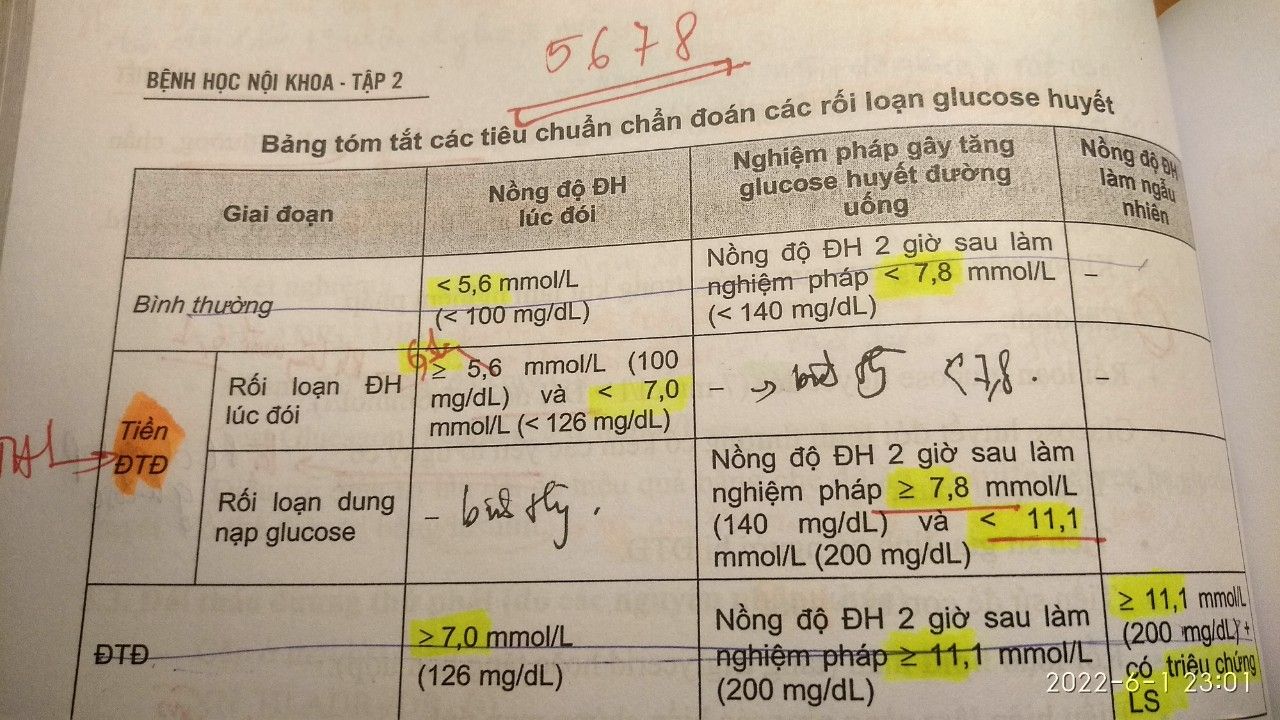 5678
BỆNH HỌC NỘI KHOA - TẬP 2
Bảng tóm tắt các tiêu chuẩn chẩn đoán các rối loạn glucose huyết
Giai đoạn
Nồng độ ĐH
lúc đói
Nghiệm pháp gây tăng
glucose huyết đường
uống
Nồng độ ĐH
làm ngẫu
nhiên
Bình thường
< 5,6 mmol/L
(< 100 mg/dL)
Nồng độ ĐH 2 giờ sau làm
nghiệm pháp < 7,8 mmol/L
(< 140 mg/dL)
–
Tiền
ĐTĐ
Rối loạn ĐH
lúc đói
≥ 5,6 mmol/L (100
mg/dL) và < 7,0
mmol/L (< 126 mg/dL)
– → < 7,8.
–
Rối loạn dung
nạp glucose
–
Nồng độ ĐH 2 giờ sau làm
nghiệm pháp ≥ 7,8 mmol/L
(140 mg/dL) và < 11,1
mmol/L (200 mg/dL)
ĐTĐ
≥ 7,0 mmol/L
(126 mg/dL)
Nồng độ ĐH 2 giờ sau làm
nghiệm pháp ≥ 11,1 mmol/L
(200 mg/dL)
≥ 11,1 mmol/L
(200 mg/dL) +
có triệu chứng
LS
2022-6-1 23:01